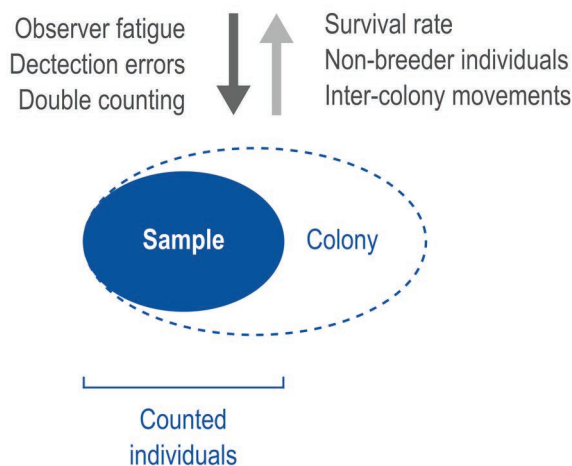 Observer fatigue
Dectection errors
Double counting
Survival rate
Non-breeder individuals
Inter-colony movements
Sample
Colony
Counted
individuals